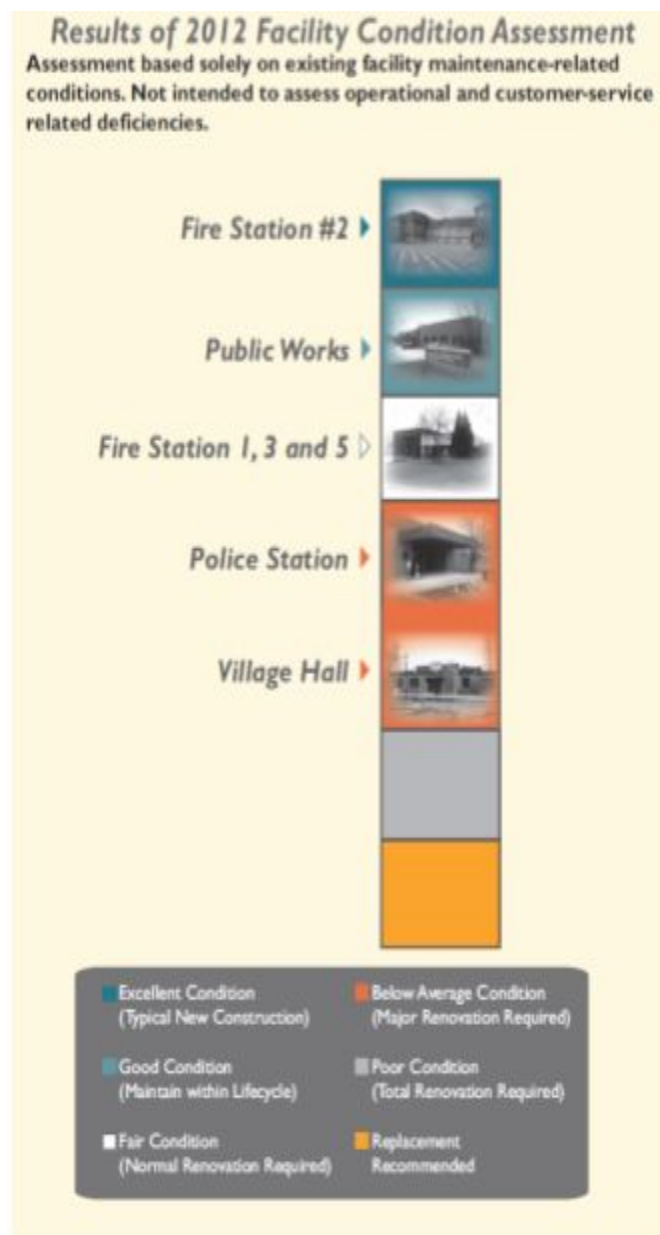 Results of 2012 Facility Condition Assessment
Assessment based solely on existing facility maintenance-related
conditions. Not intended to assess operational and customer-service
related deficiencies.
Fire Station #2
Public Works
Fire Station 1, 3 and 5
Police Station
Village Hall
Excellent Condition
(Typical New Construction)
Good Condition
(Maintain within Lifecycle)
Fair Condition
(Normal Renovation Required)
Below Average Condition
(Major Renovation Required)
Poor Condition
(Total Renovation Required)
Replacement
Recommended